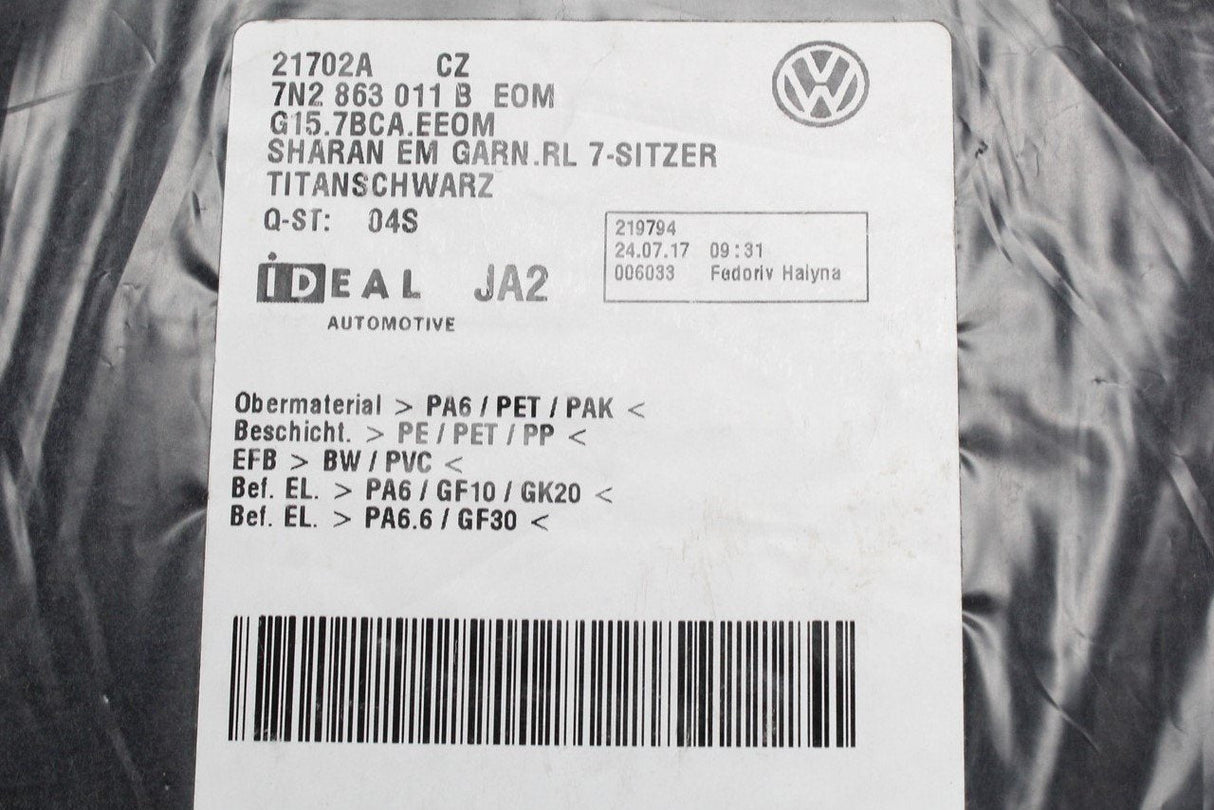 21702A CZ
7N2 863 011 B EOM
G15.7BCA.EEOM
SHARAN EM GARN.RL 7-SITZER
TITANSCHWARZ
Q-ST: 04S
219794
24.07.17 09:31
006033 Fedoriv Halyna
iDEAL JA2
AUTOMOTIVE
Obermaterial > PA6 / PET / PAK <
Beschicht. > PE / PET / PP <
EFB > BW / PVC <
Bef. EL. > PA6 / GF10 / GK20 <
Bef. EL. > PA6.6 / GF30 <